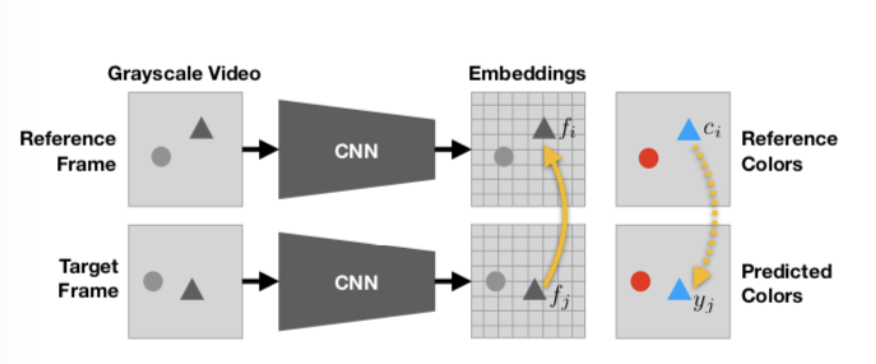 Grayscale Video
Embeddings
Reference
Frame
CNN
f_i
c_i
Reference
Colors
Target
Frame
CNN
f_j
y_j
Predicted
Colors